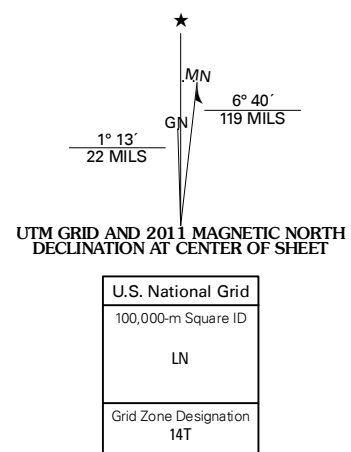 ★
MN
GN
6° 40´
119 MILS
1° 13´
22 MILS
UTM GRID AND 2011 MAGNETIC NORTH
DECLINATION AT CENTER OF SHEET
U.S. National Grid
100,000-m Square ID
LN
Grid Zone Designation
14T